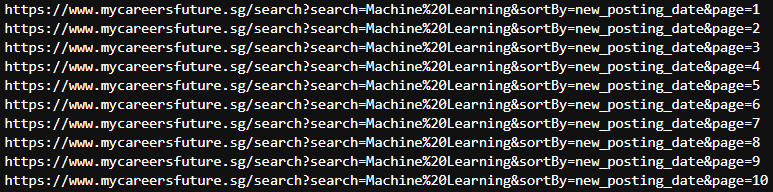 https://www.mycareersfuture.sg/search?search=Machine%20Learning&sortBy=new_posting_date&page=1
https://www.mycareersfuture.sg/search?search=Machine%20Learning&sortBy=new_posting_date&page=2
https://www.mycareersfuture.sg/search?search=Machine%20Learning&sortBy=new_posting_date&page=3
https://www.mycareersfuture.sg/search?search=Machine%20Learning&sortBy=new_posting_date&page=4
https://www.mycareersfuture.sg/search?search=Machine%20Learning&sortBy=new_posting_date&page=5
https://www.mycareersfuture.sg/search?search=Machine%20Learning&sortBy=new_posting_date&page=6
https://www.mycareersfuture.sg/search?search=Machine%20Learning&sortBy=new_posting_date&page=7
https://www.mycareersfuture.sg/search?search=Machine%20Learning&sortBy=new_posting_date&page=8
https://www.mycareersfuture.sg/search?search=Machine%20Learning&sortBy=new_posting_date&page=9
https://www.mycareersfuture.sg/search?search=Machine%20Learning&sortBy=new_posting_date&page=10